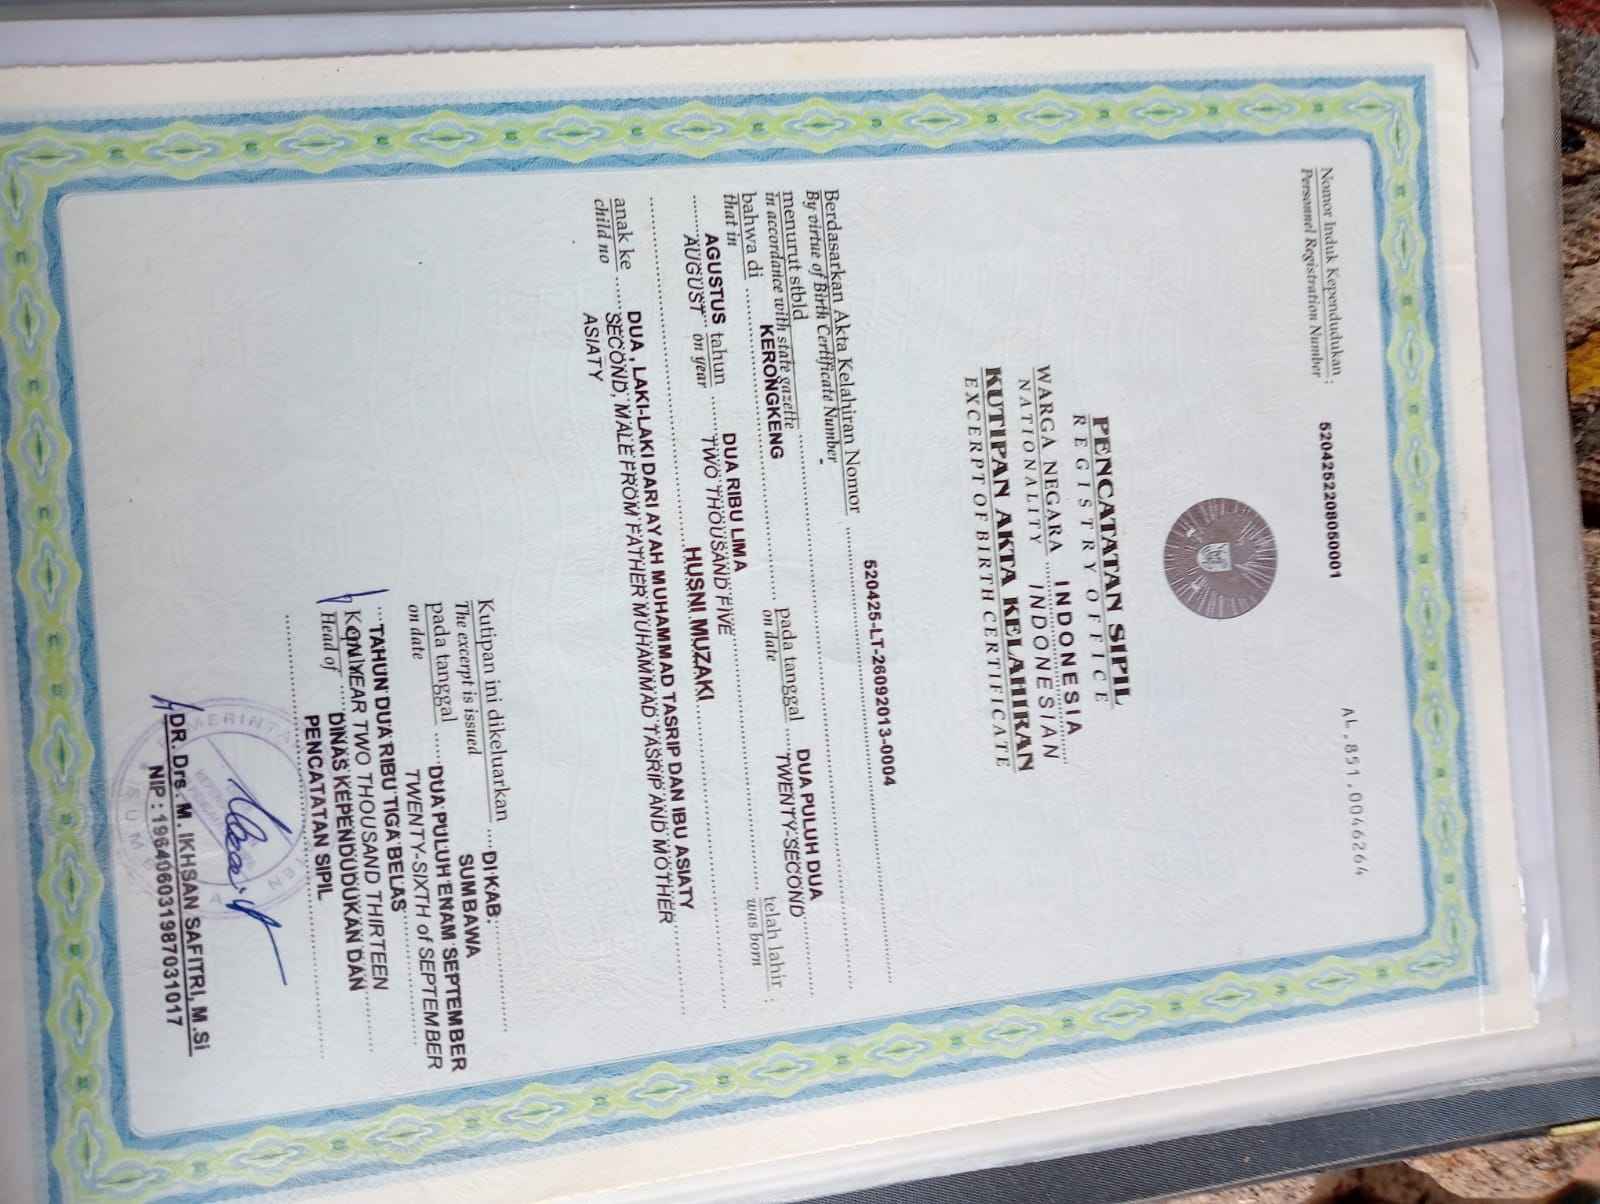 Nomor Induk Kependudukan : 5204252208050001
Personnel Registration Number
AL.851.0046264
PENCATATAN SIPIL
REGISTRY OFFICE
WARGA NEGARA INDONESIA
NATIONALITY INDONESIAN
KUTIPAN AKTA KELAHIRAN
EXCERPT OF BIRTH CERTIFICATE
Berdasarkan Akta Kelahiran Nomor 520425-LT-26092013-0004
By virtue of Birth Certificate Number
menurut stbld
in accordance with state gazette
bahwa di KERONGKENG pada tanggal DUA PULUH DUA telah lahir :
that in on date TWENTY-SECOND was born
AGUSTUS tahun DUA RIBU LIMA
AUGUST on year TWO THOUSAND FIVE
HUSNI MUZAKI
anak ke DUA , LAKI-LAKI DARI AYAH MUHAMMAD TASRIP DAN IBU ASIATY
child no SECOND, MALE FROM FATHER MUHAMMAD TASRIP AND MOTHER
ASIATY
Kutipan ini dikeluarkan DI KAB.
The excerpt is issued SUMBAWA
pada tanggal DUA PULUH ENAM SEPTEMBER
on date TWENTY-SIXTH of SEPTEMBER
TAHUN DUA RIBU TIGA BELAS
ON YEAR TWO THOUSAND THIRTEEN
Head of DINAS KEPENDUDUKAN DAN
PENCATATAN SIPIL
DR. Drs. M. IKHSAN SAFITRI, M.Si
NIP : 196406031987031017